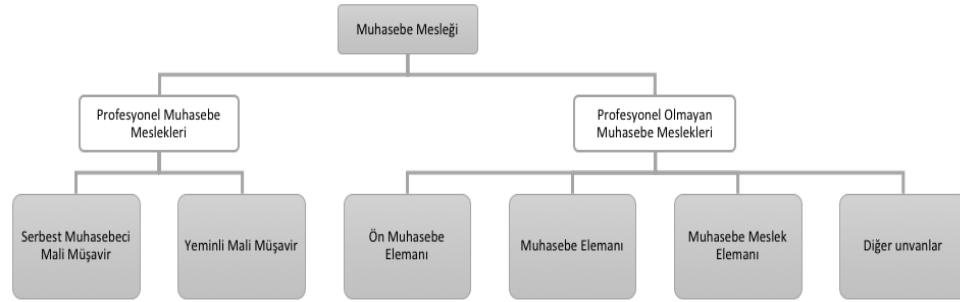 Muhasebe Mesleği
Profesyonel Muhasebe
Meslekleri
Profesyonel Olmayan
Muhasebe Meslekleri
Serbest Muhasebeci
Mali Müşavir
Yeminli Mali Müşavir
Ön Muhasebe
Elemanı
Muhasebe Elemanı
Muhasebe Meslek
Elemanı
Diğer unvanlar